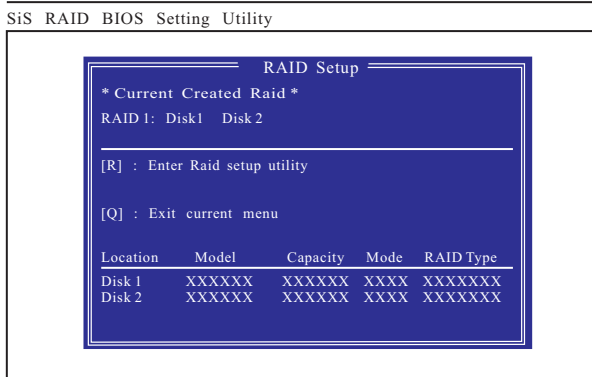 SiS RAID BIOS Setting Utility
RAID Setup
* Current Created Raid *
RAID 1: Disk1 Disk 2
[R] : Enter Raid setup utility
[Q] : Exit current menu
Location Model Capacity Mode RAID Type
Disk 1 XXXXXX XXXXXX XXXX XXXXXXX
Disk 2 XXXXXX XXXXXX XXXX XXXXXXX